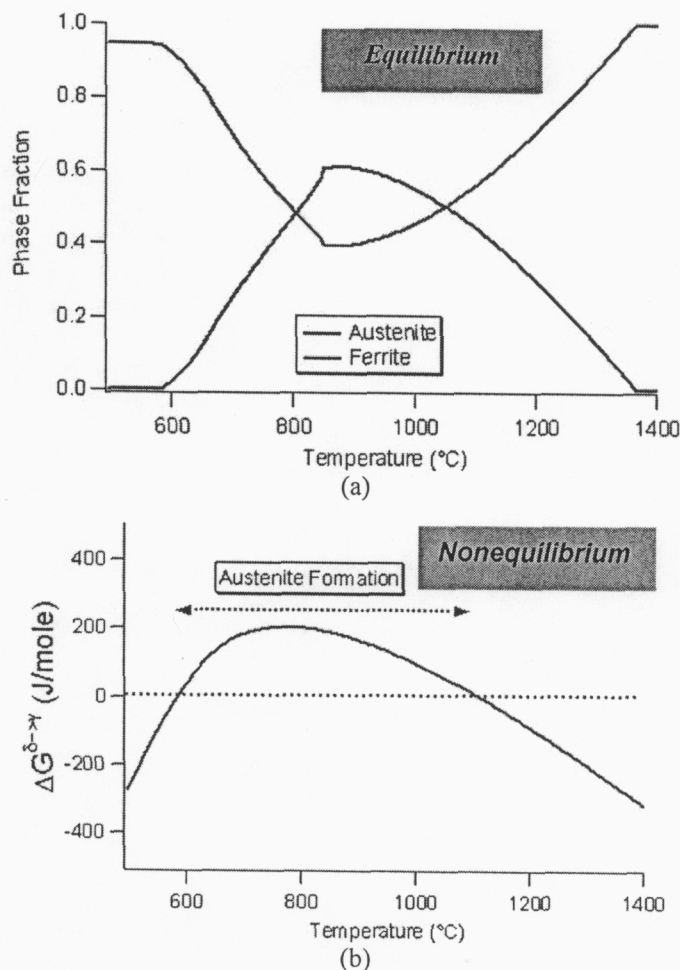 1.0
Equilibrium
0.8
0.6
Phase Fraction
0.4
0.2
Austenite
Ferrite
0.0
600 800 1000 1200 1400
Temperature (°C)
(a)
400
Nonequilibrium
Austenite Formation
200
0
ΔG^δ->γ (J/mole)
-200
-400
600 800 1000 1200 1400
Temperature (°C)
(b)